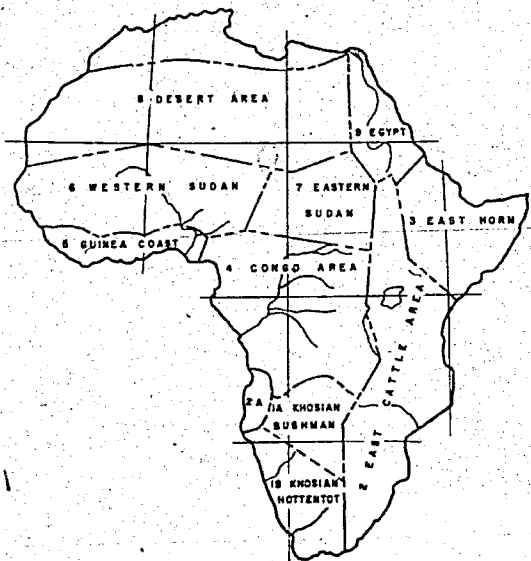 8 DESERT AREA
9 EGYPT
6 WESTERN SUDAN
7 EASTERN
SUDAN
3 EAST HORN
5 GUINEA COAST
4 CONGO AREA
2 EAST CATTLE AREA
2A
1A KHOSIAN
BUSHMAN
1B KHOSIAN
HOTTENTOT